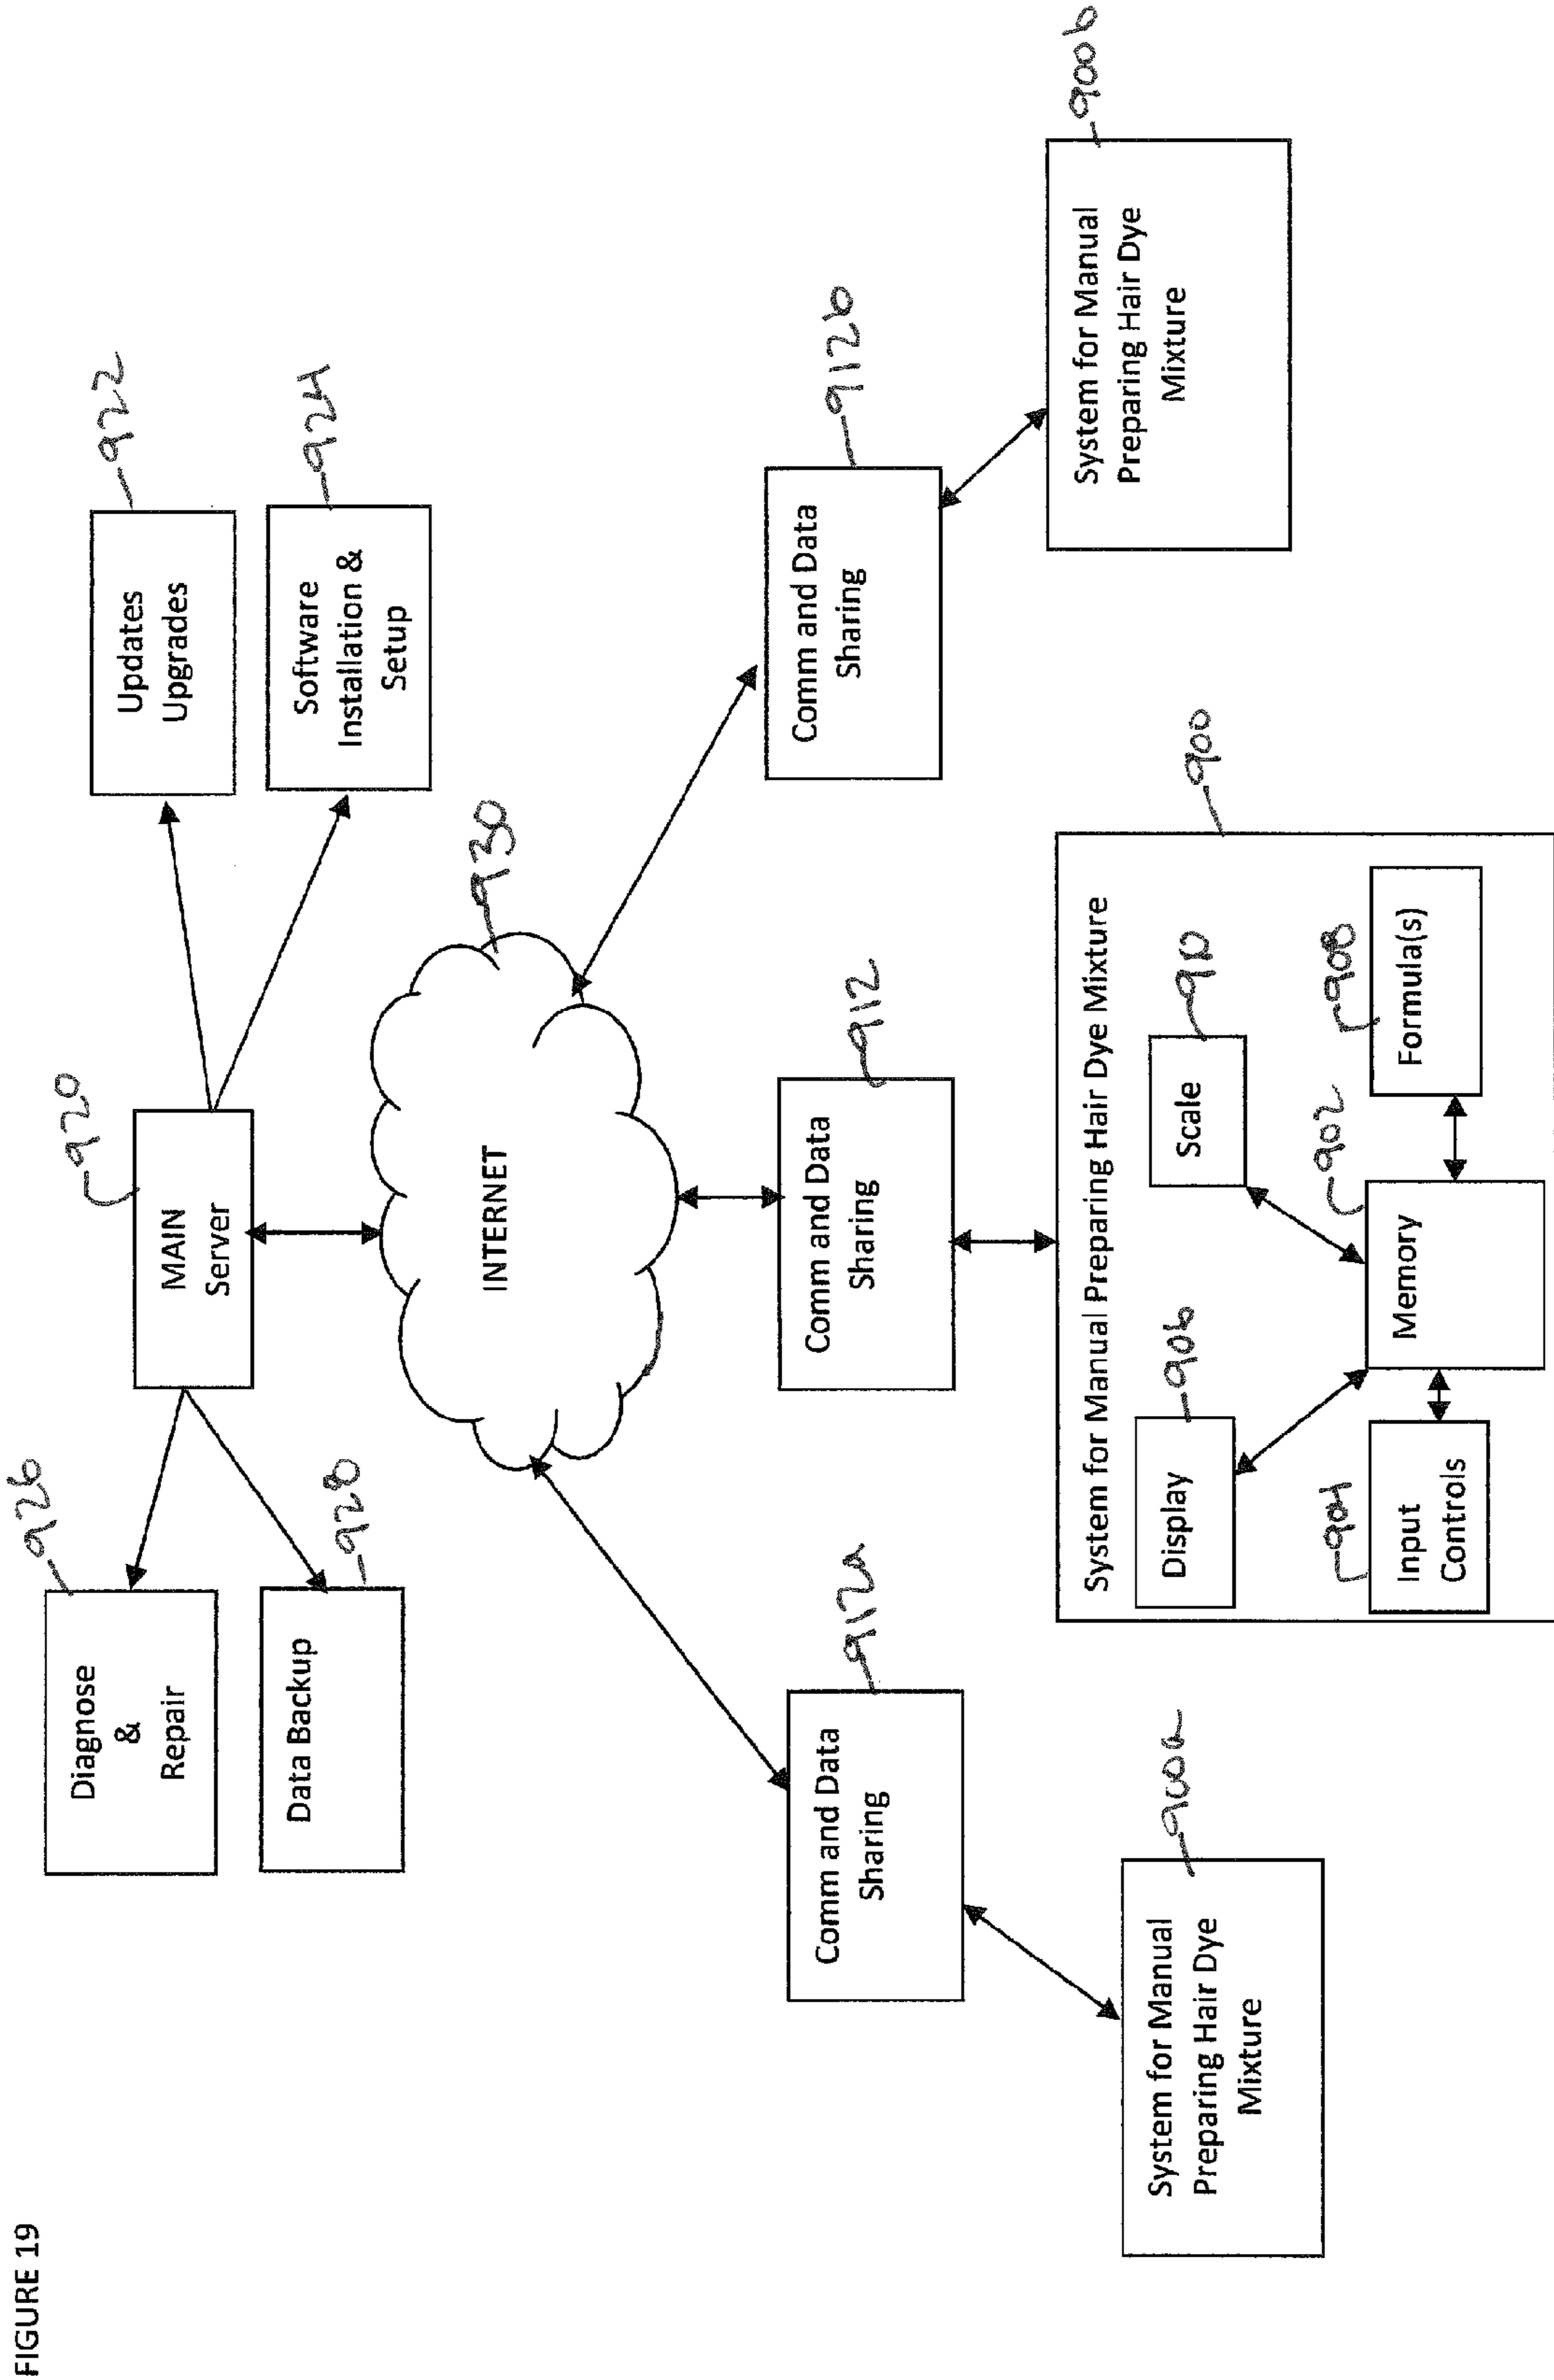 FIGURE 19
926
Diagnose
&
Repair
928
Data Backup
920
MAIN
Server
922
Updates
Upgrades
924
Software
Installation &
Setup
930
INTERNET
912a
Comm and Data
Sharing
912
Comm and Data
Sharing
912b
Comm and Data
Sharing
900a
System for Manual
Preparing Hair Dye
Mixture
900
System for Manual Preparing Hair Dye Mixture
906
Display
910
Scale
904
Input
Controls
902
Memory
908
Formula(s)
900b
System for Manual
Preparing Hair Dye
Mixture